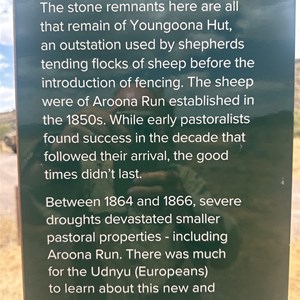 The stone remnants here are all
that remain of Youngoona Hut,
an outstation used by shepherds
tending flocks of sheep before the
introduction of fencing. The sheep
were of Aroona Run established in
the 1850s. While early pastoralists
found success in the decade that
followed their arrival, the good
times didn't last.
Between 1864 and 1866, severe
droughts devastated smaller
pastoral properties - including
Aroona Run. There was much
for the Udnyu (Europeans)
to learn about this new and